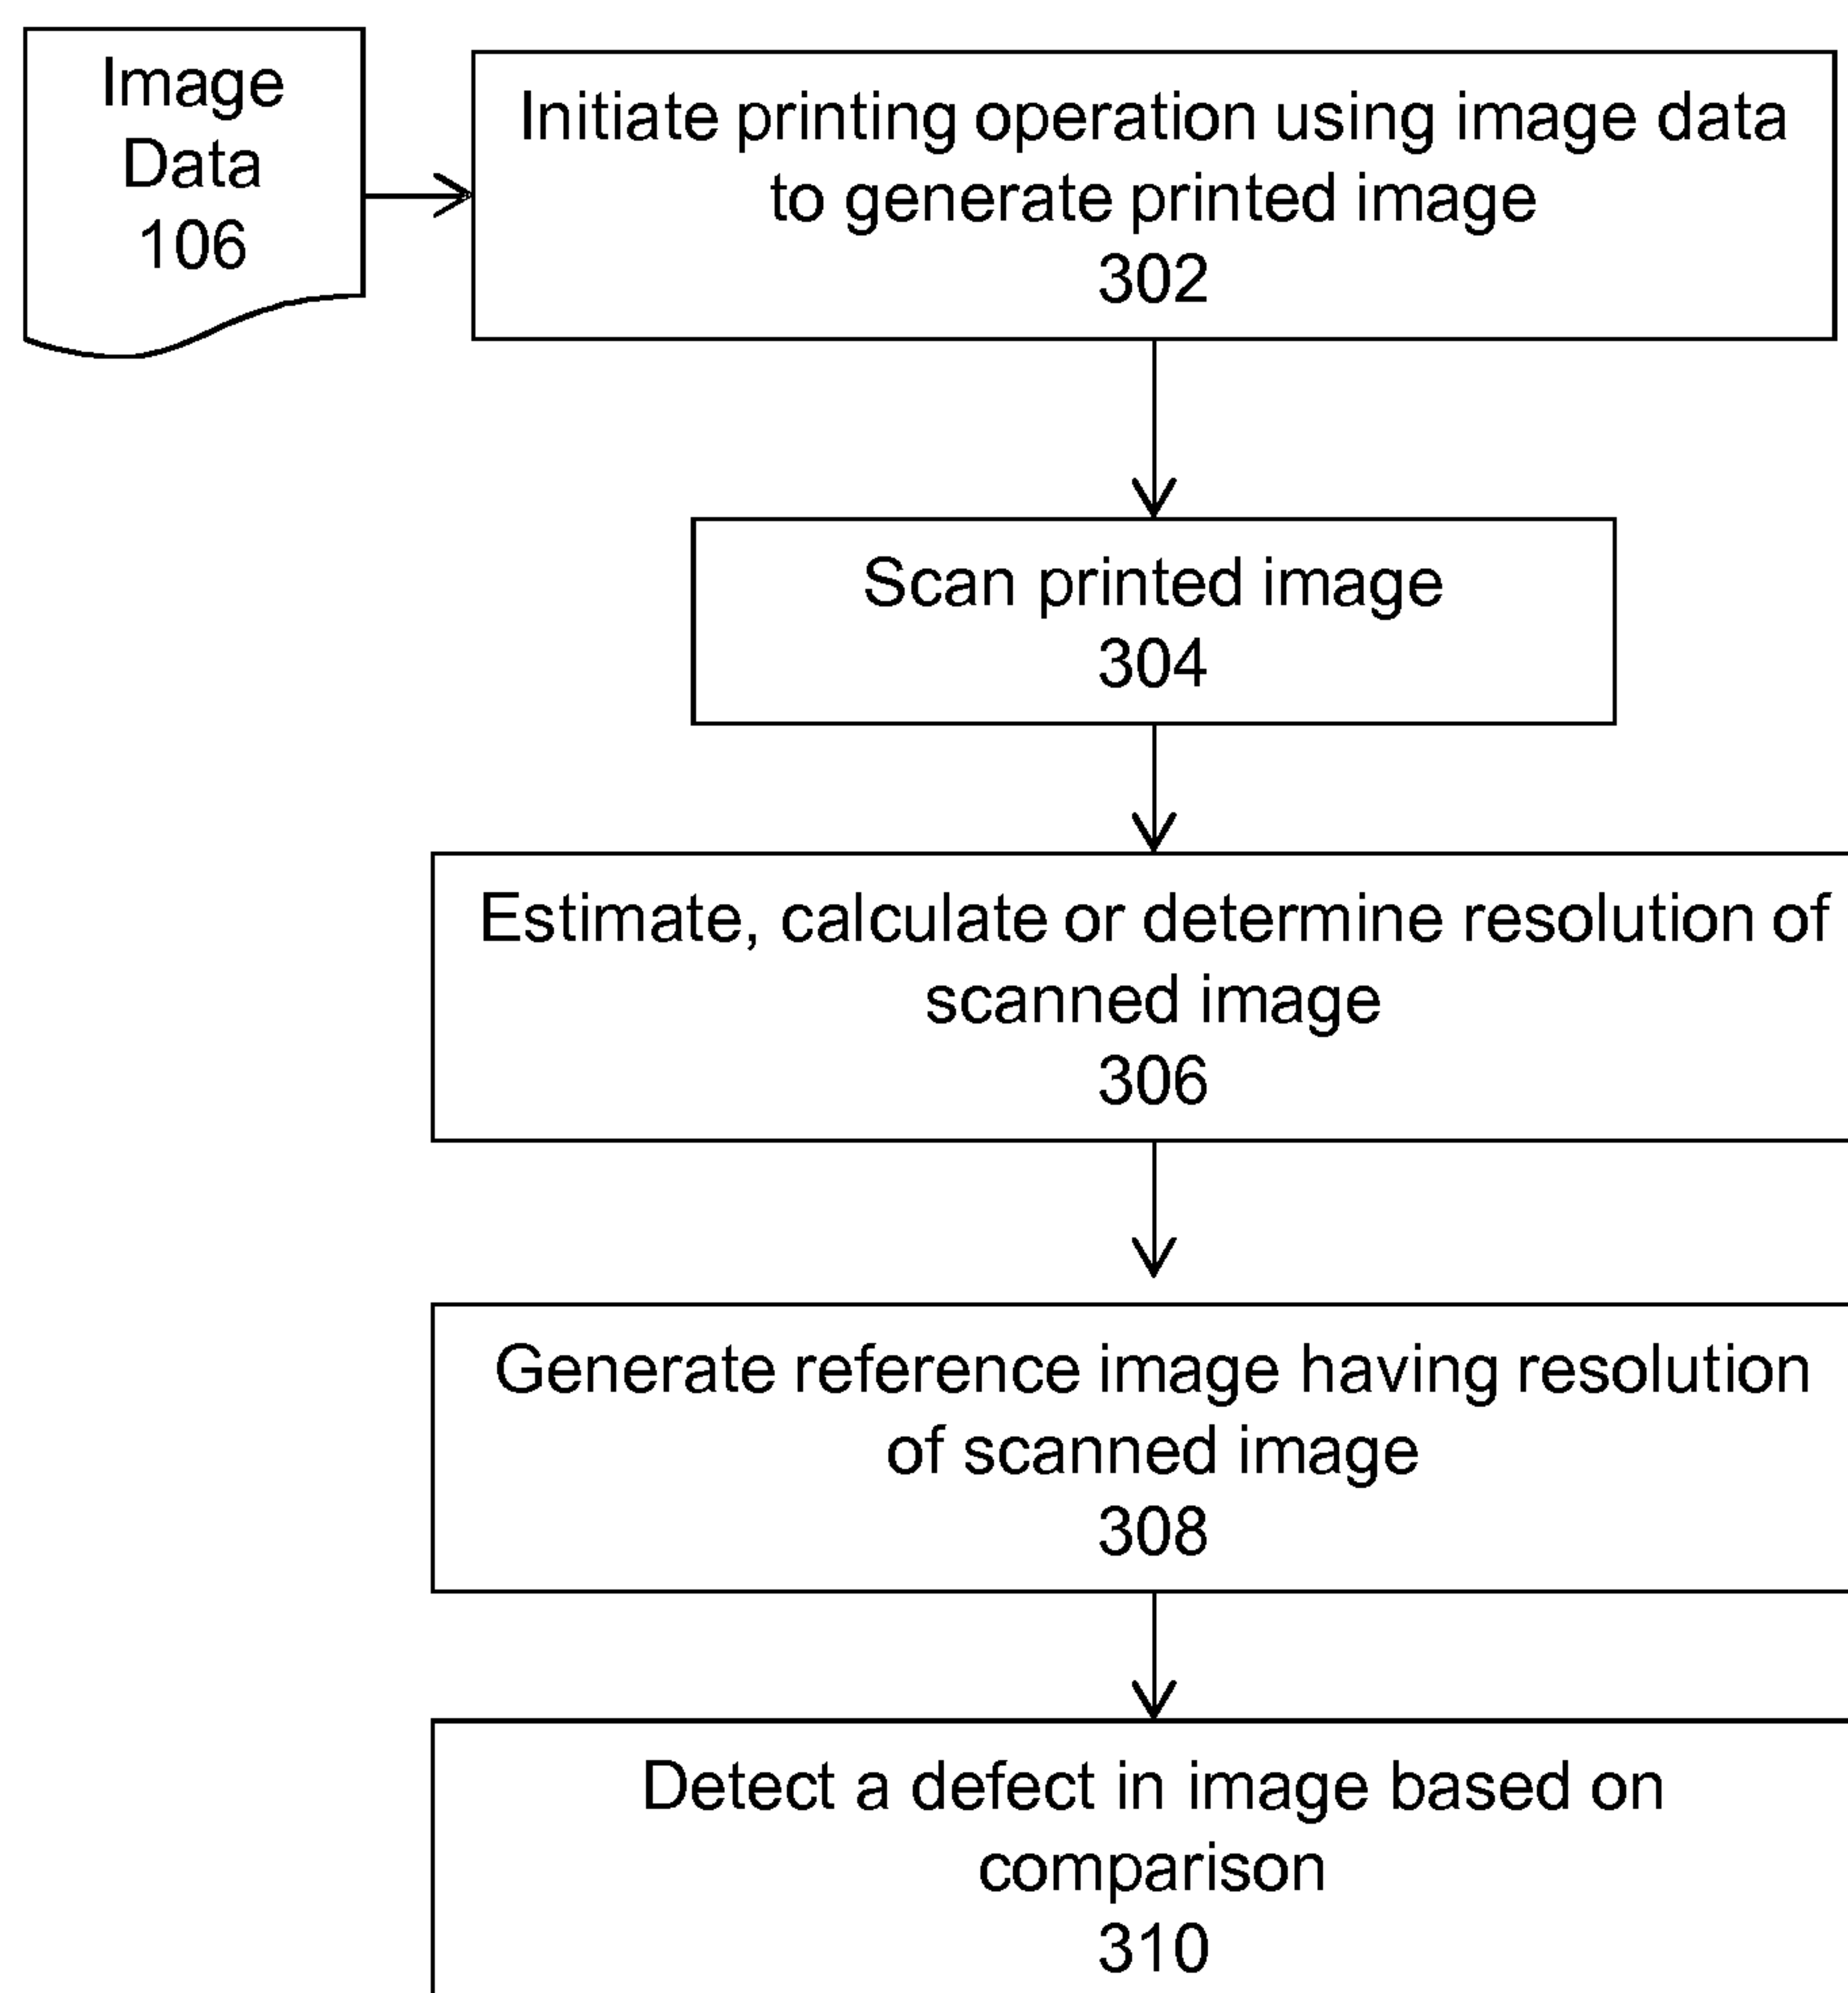 Image
Data
106
Initiate printing operation using image data
to generate printed image
302
Scan printed image
304
Estimate, calculate or determine resolution of
scanned image
306
Generate reference image having resolution
of scanned image
308
Detect a defect in image based on
comparison
310